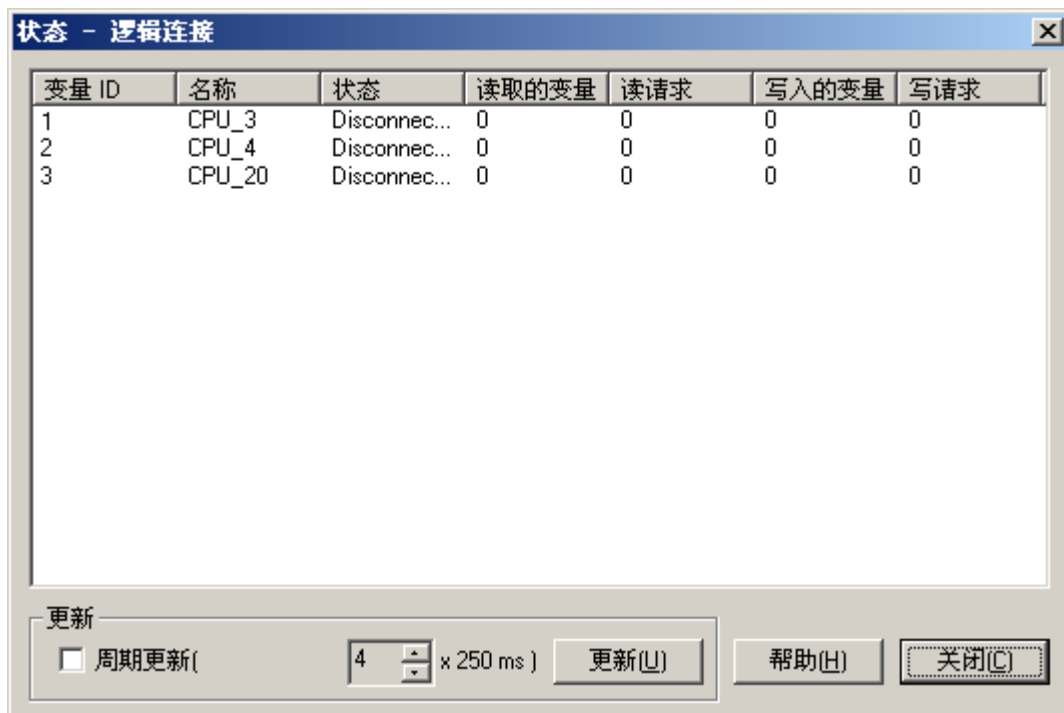 状态 - 逻辑连接
变量 ID 名称 状态 读取的变量 读请求 写入的变量 写请求
1 CPU_3 Disconnec... 0 0 0 0
2 CPU_4 Disconnec... 0 0 0 0
3 CPU_20 Disconnec... 0 0 0 0
更新
周期更新( 4 x 250 ms ) 更新(U) 帮助(H) 关闭(C)